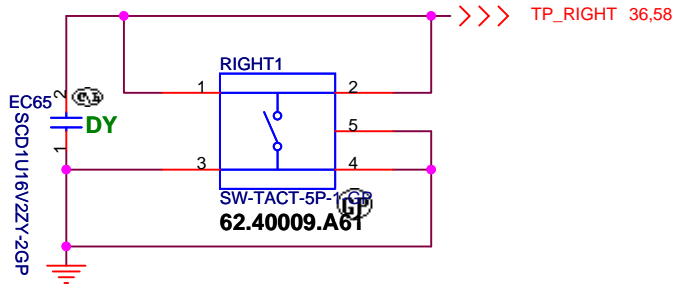 TP_RIGHT 36,58
RIGHT1
1
2
EC65
2
DY
5
1
3
4
SCD1U16V2ZY-2GP
SW-TACT-5P-1-GP
GP
62.40009.A61